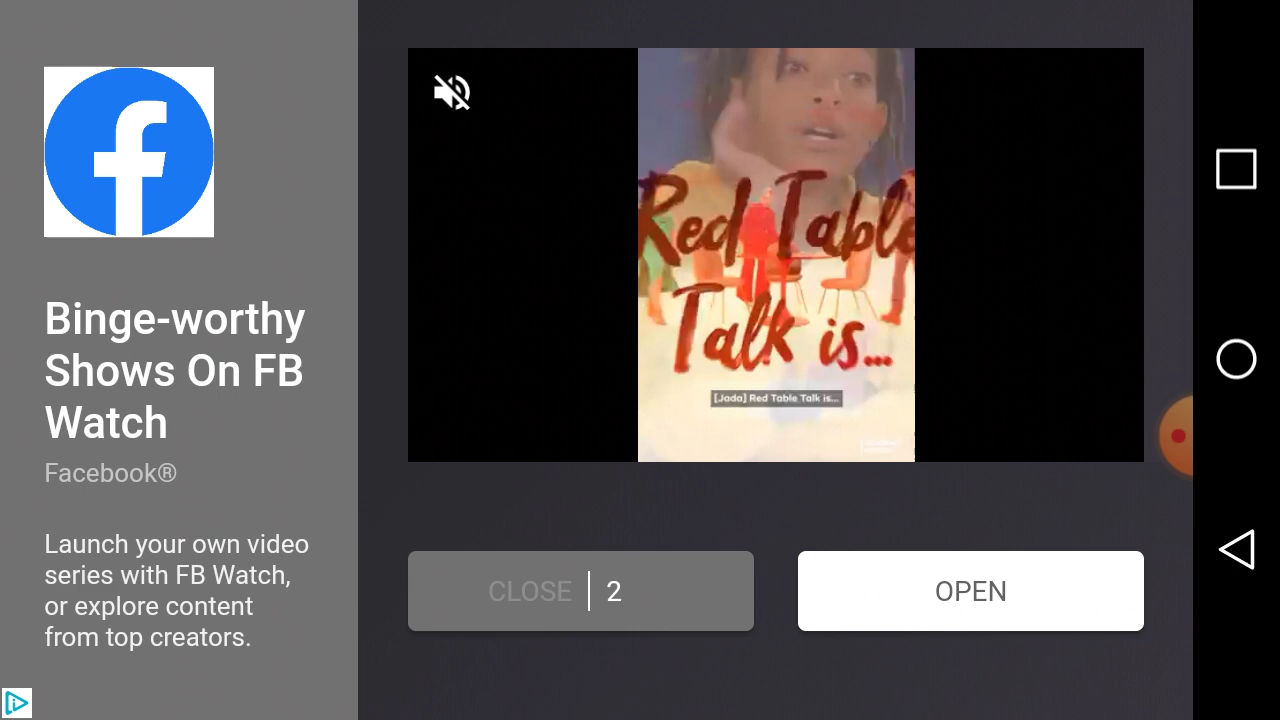 Binge-worthy
Shows On FB
Watch
Facebook®
Launch your own video
series with FB Watch,
or explore content
from top creators.
Red Table
Talk is...
[Jada] Red Table Talk is...
CLOSE | 2
OPEN